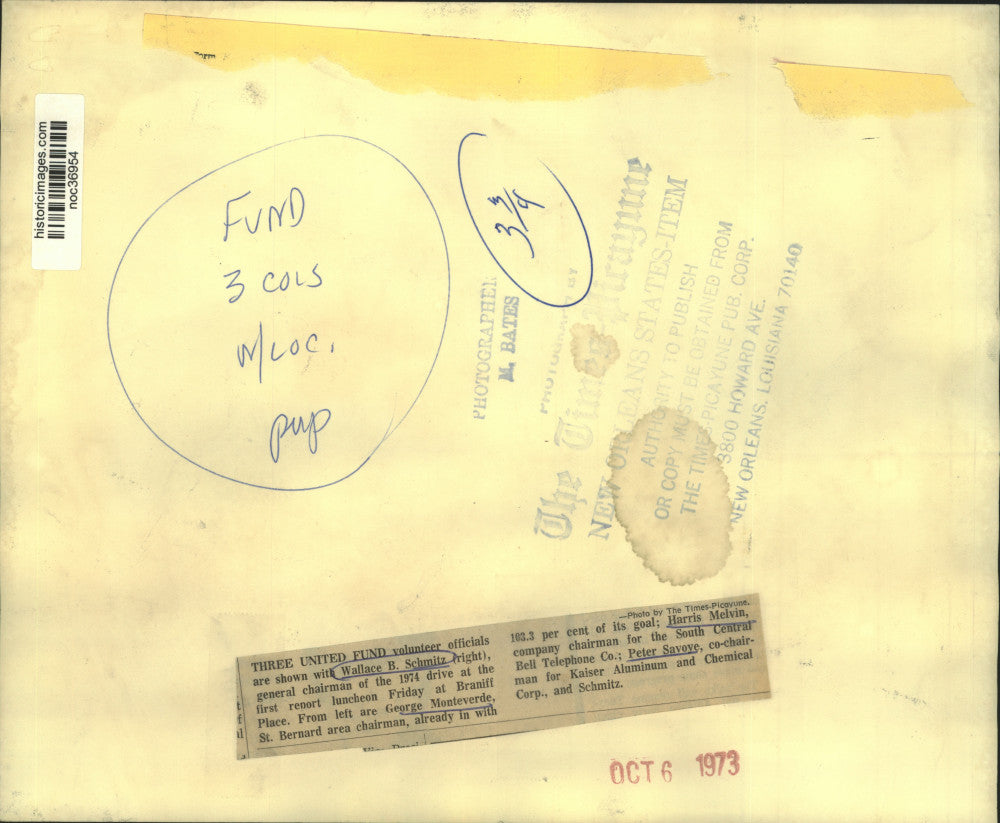 historicimages.com
noc36954
FUND
3 COLS
W/LOC.
3 3/4
PHOTOGRAPHER
M. BATES
PHOTOGRAPH BY
The Times-Picayune
NEW ORLEANS STATES-ITEM
AUTHORITY TO PUBLISH
OR COPY MUST BE OBTAINED FROM
THE TIMES-PICAYUNE PUB. CORP.
3800 HOWARD AVE.
NEW ORLEANS, LOUISIANA 70140
THREE UNITED FUND volunteer officials
are shown with Wallace B. Schmitz (right),
general chairman of the 1974 drive at the
first report luncheon Friday at Braniff
Place. From left are George Monteverde,
St. Bernard area chairman, already in with
—Photo by The Times-Picayune.
103.3 per cent of its goal; Harris Melvin,
company chairman for the South Central
Bell Telephone Co.; Peter Savoye, co-chair-
man for Kaiser Aluminum and Chemical
Corp., and Schmitz.
OCT 6 1973